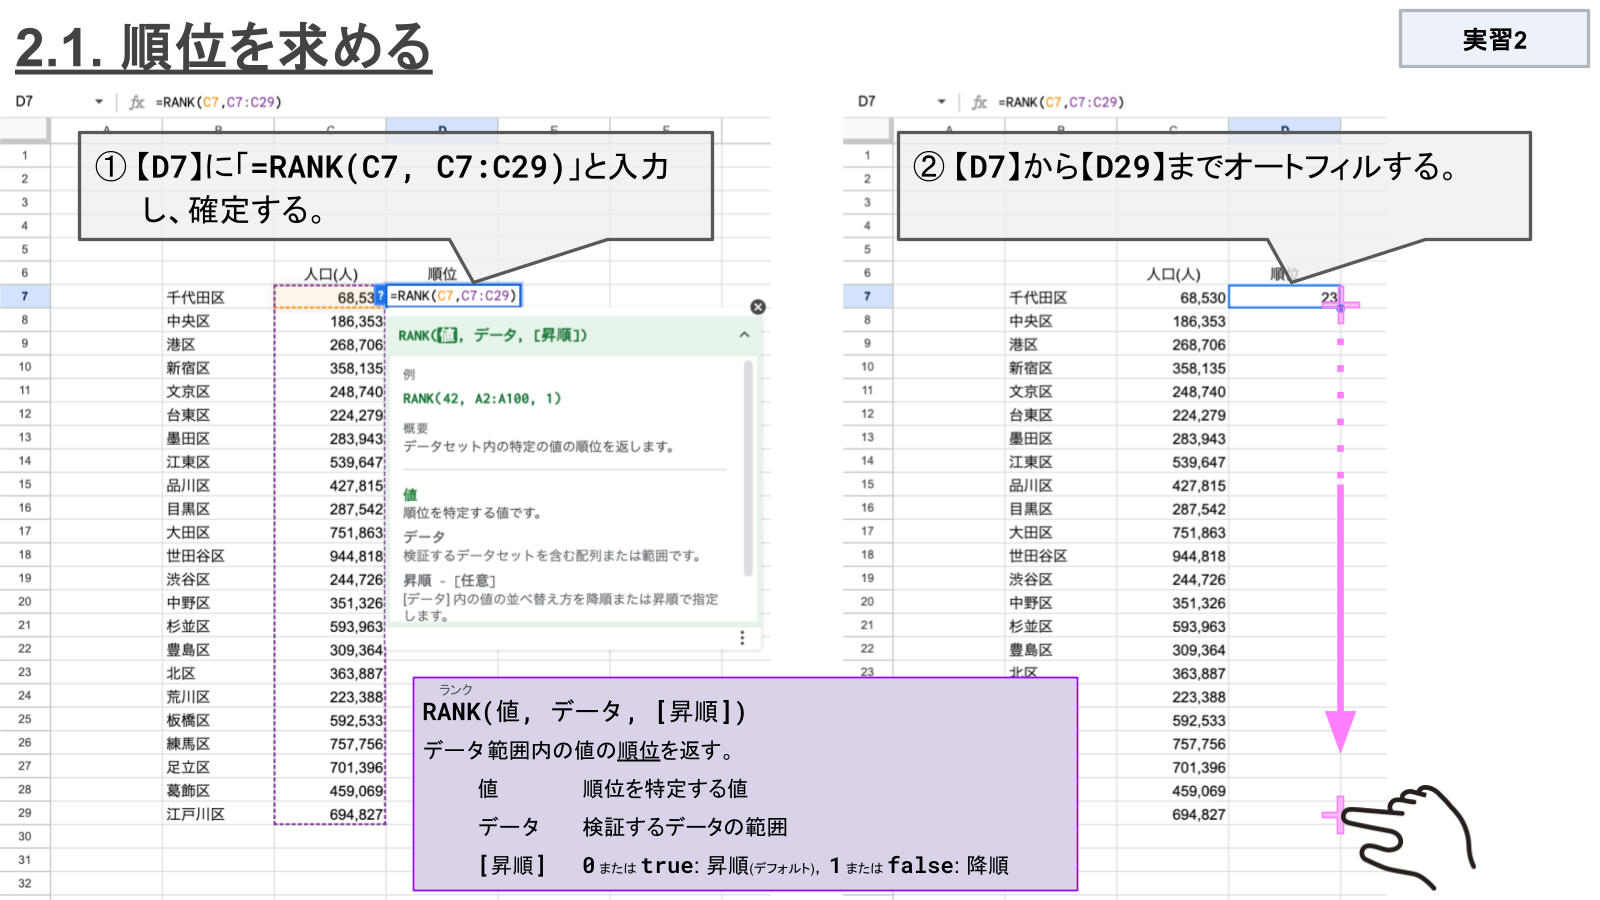 2.1. 順位を求める
実習2
D7
fx =RANK(C7,C7:C29)
①【D7】に「=RANK(C7, C7:C29)」と入力
し、確定する。
人口(人) 順位
1
2
3
4
5
6
7 千代田区 68,53 ? =RANK(C7,C7:C29)
8 中央区 186,353
9 港区 268,706
10 新宿区 358,135
11 文京区 248,740
12 台東区 224,279
13 墨田区 283,943
14 江東区 539,647
15 品川区 427,815
16 目黒区 287,542
17 大田区 751,863
18 世田谷区 944,818
19 渋谷区 244,726
20 中野区 351,326
21 杉並区 593,963
22 豊島区 309,364
23 北区 363,887
24 荒川区 223,388
25 板橋区 592,533
26 練馬区 757,756
27 足立区 701,396
28 葛飾区 459,069
29 江戸川区 694,827
30
31
32
RANK(値, データ, [昇順])
例
RANK(42, A2:A100, 1)
概要
データセット内の特定の値の順位を返します。
値
順位を特定する値です。
データ
検証するデータセットを含む配列または範囲です。
昇順 - [任意]
[データ] 内の値の並べ替え方を降順または昇順で指定
します。
D7
fx =RANK(C7,C7:C29)
②【D7】から【D29】までオートフィルする。
人口(人) 順位
1
2
3
4
5
6
7 千代田区 68,530 23
8 中央区 186,353
9 港区 268,706
10 新宿区 358,135
11 文京区 248,740
12 台東区 224,279
13 墨田区 283,943
14 江東区 539,647
15 品川区 427,815
16 目黒区 287,542
17 大田区 751,863
18 世田谷区 944,818
19 渋谷区 244,726
20 中野区 351,326
21 杉並区 593,963
22 豊島区 309,364
23 北区 363,887
223,388
592,533
757,756
701,396
459,069
694,827
ランク
RANK(値, データ, [昇順])
データ範囲内の値の順位を返す。
値 順位を特定する値
データ 検証するデータの範囲
[昇順] 0 または true: 昇順(デフォルト), 1 または false: 降順